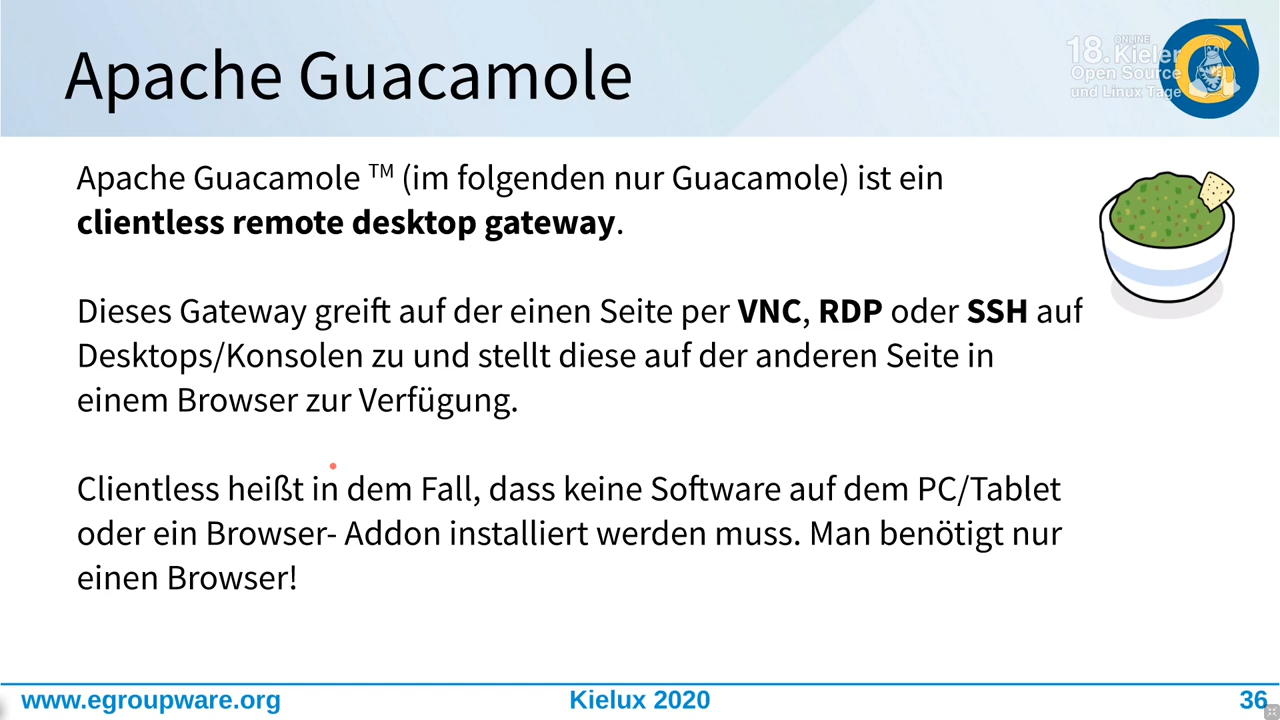 Apache Guacamole
18. ONLINE Kieler
Open Source
und Linux Tage
Apache Guacamole TM (im folgenden nur Guacamole) ist ein
clientless remote desktop gateway.
Dieses Gateway greift auf der einen Seite per VNC, RDP oder SSH auf
Desktops/Konsolen zu und stellt diese auf der anderen Seite in
einem Browser zur Verfügung.
Clientless heißt in dem Fall, dass keine Software auf dem PC/Tablet
oder ein Browser- Addon installiert werden muss. Man benötigt nur
einen Browser!
www.egroupware.org Kielux 2020 36